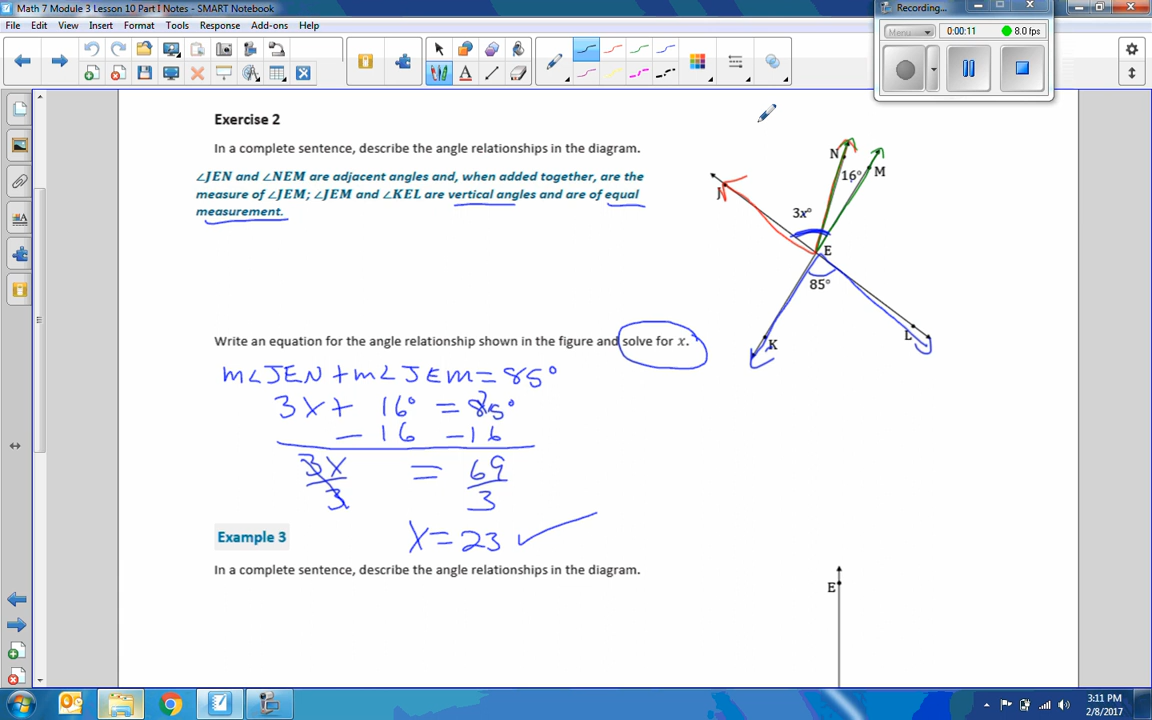 Math 7 Module 3 Lesson 10 Part I Notes - SMART Notebook
Recording...
File Edit View Insert Format Tools Response Add-ons Help
Menu 0:00:11 8.0 fps
Exercise 2
In a complete sentence, describe the angle relationships in the diagram.
∠JEN and ∠NEM are adjacent angles and, when added together, are the
measure of ∠JEM; ∠JEM and ∠KEL are vertical angles and are of equal
measurement.
N
16°
M
J
3x°
E
85°
L
K
Write an equation for the angle relationship shown in the figure and solve for x.
m∠JEN + m∠JEM = 85°
3x + 16° = 85°
- 16 -16
3x = 69
3 3
x = 23 ✓
Example 3
In a complete sentence, describe the angle relationships in the diagram.
E
3:11 PM
2/8/2017